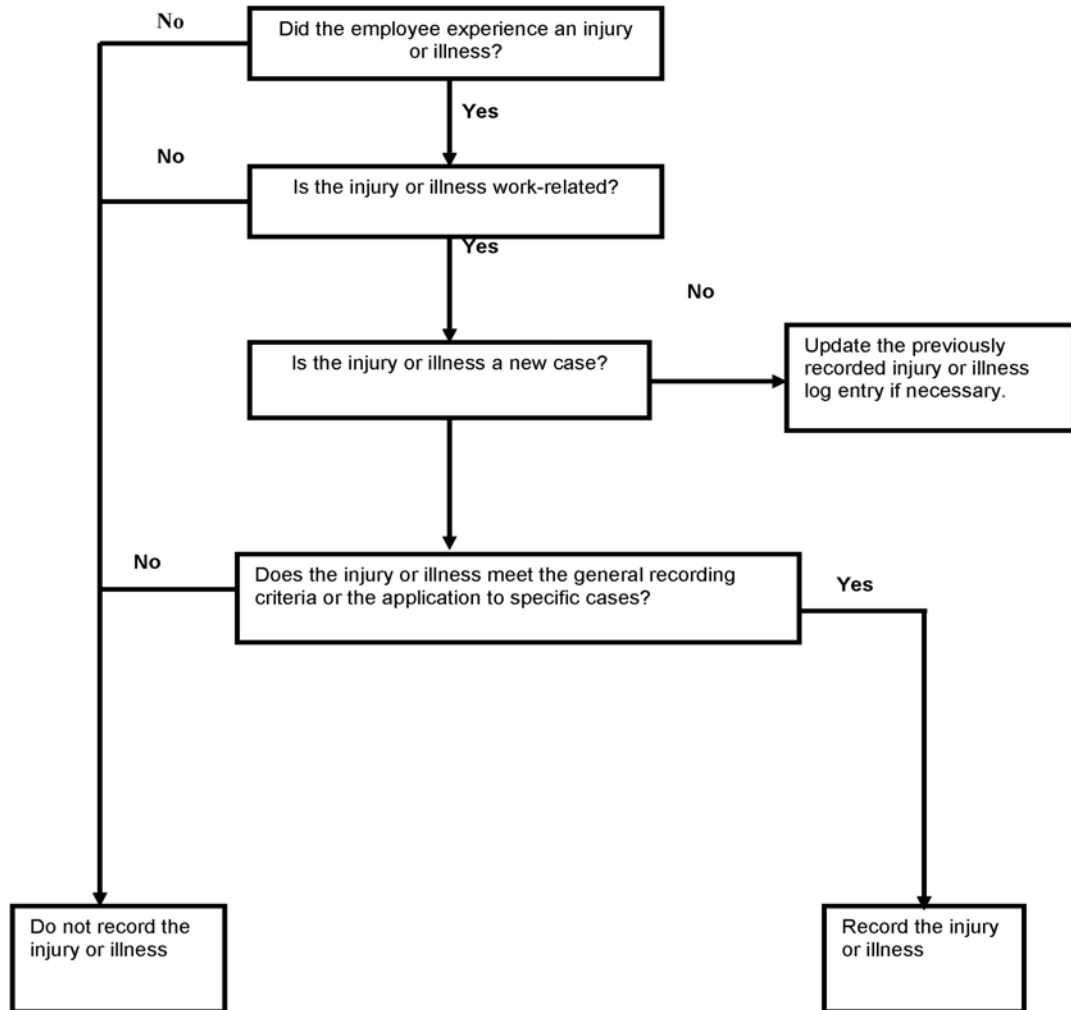 No
Did the employee experience an injury
or illness?
Yes
No
Is the injury or illness work-related?
Yes
No
Is the injury or illness a new case?
Update the previously
recorded injury or illness
log entry if necessary.
No
Does the injury or illness meet the general recording
criteria or the application to specific cases?
Yes
Do not record the
injury or illness
Record the injury
or illness